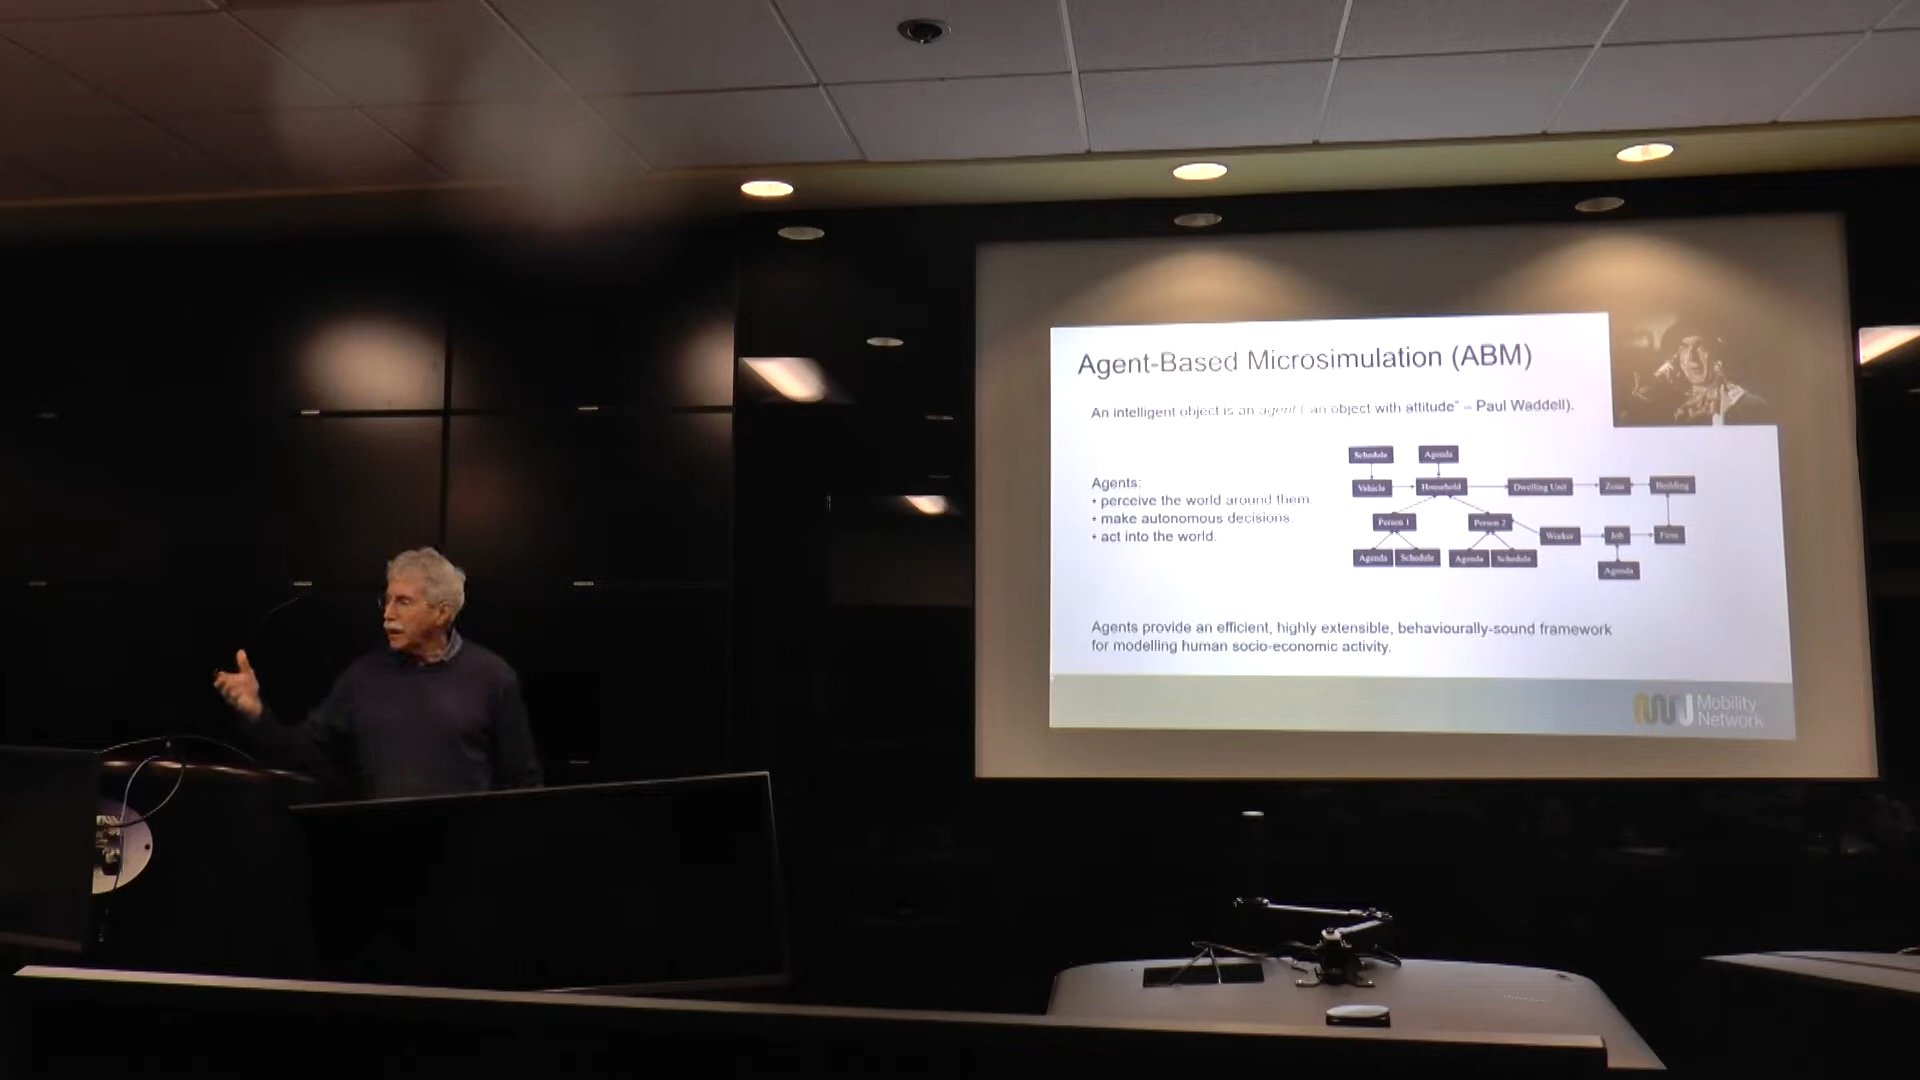 Agent-Based Microsimulation (ABM)
An intelligent object is an agent ("an object with attitude" – Paul Waddell).
Agents:
• perceive the world around them.
• make autonomous decisions
• act into the world.
Schedule Agenda
Vehicle Household Dwelling Unit Zone Building
Person 1 Person 2
Worker Job Firm
Agenda Schedule Agenda Schedule
Agenda
Agents provide an efficient, highly extensible, behaviourally-sound framework
for modelling human socio-economic activity.
Mobility
Network